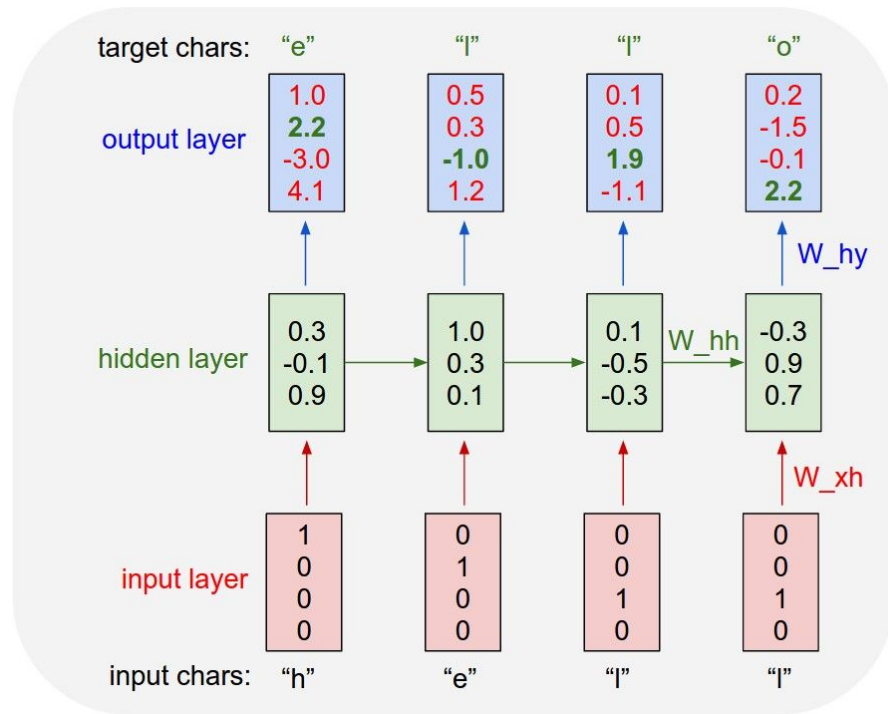 target chars: “e” “l” “l” “o”
output layer
1.0 0.5 0.1 0.2
2.2 0.3 0.5 -1.5
-3.0 -1.0 1.9 -0.1
4.1 1.2 -1.1 2.2
W_hy
hidden layer
0.3 1.0 0.1 -0.3
-0.1 0.3 -0.5 0.9
0.9 0.1 -0.3 0.7
W_hh
W_xh
input layer
1 0 0 0
0 1 0 0
0 0 1 1
0 0 0 0
input chars: “h” “e” “l” “l”